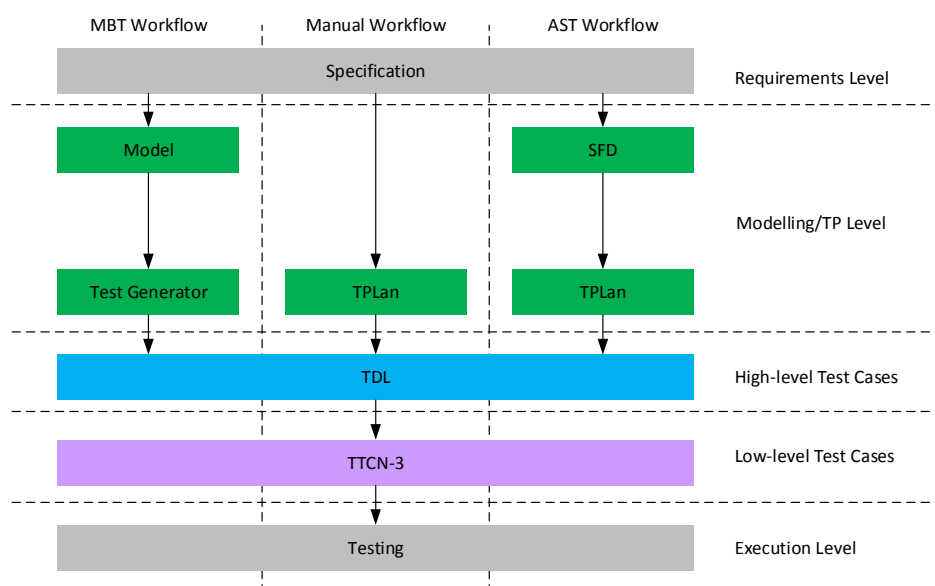 MBT Workflow
Manual Workflow
AST Workflow
Specification
Requirements Level
Model
SFD
Modelling/TP Level
Test Generator
TPLan
TPLan
TDL
High-level Test Cases
TTCN-3
Low-level Test Cases
Testing
Execution Level